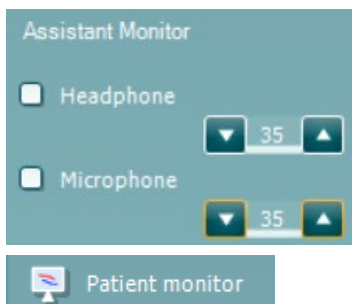 Assistant Monitor
Headphone
35
Microphone
35
Patient monitor